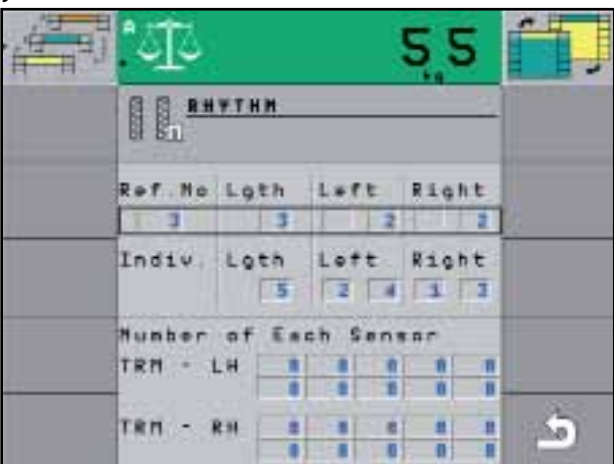 A
55
kg
RHYTHM
n
Ref.No Lgth Left Right
3 3 2 2
Indiv. Lgth Left Right
5 2 4 1 3
Number of Each Sensor
TRM - LH 0 0 0 0 0
0 0 0 0 0
TRM - RH 0 0 0 0 0
0 0 0 0 0